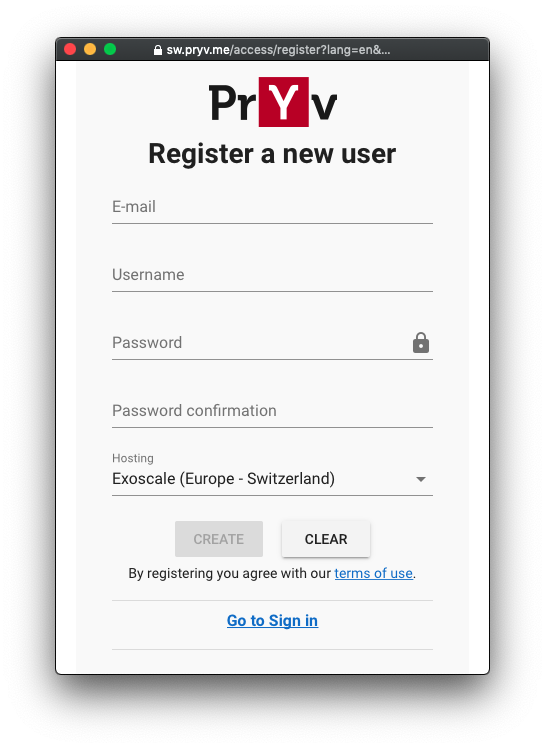 sw.pryv.me/access/register?lang=en&...
PrYv
Register a new user
E-mail
Username
Password
Password confirmation
Hosting
Exoscale (Europe - Switzerland)
CREATE CLEAR
By registering you agree with our terms of use.
Go to Sign in